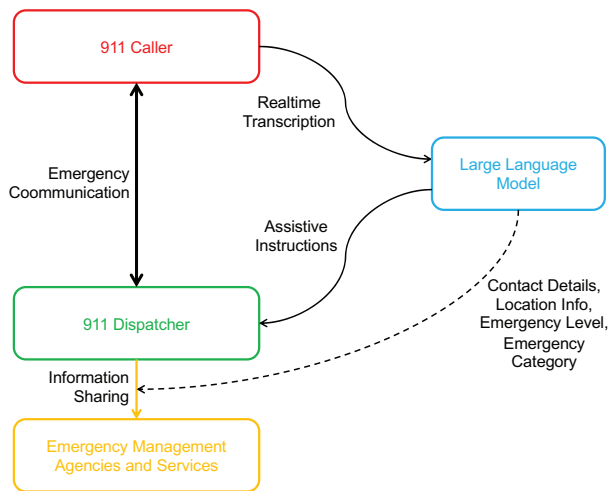 911 Caller
Realtime
Transcription
Large Language
Model
Emergency
Coommunication
Assistive
Instructions
Contact Details,
Location Info,
Emergency Level,
Emergency
Category
911 Dispatcher
Information
Sharing
Emergency Management
Agencies and Services